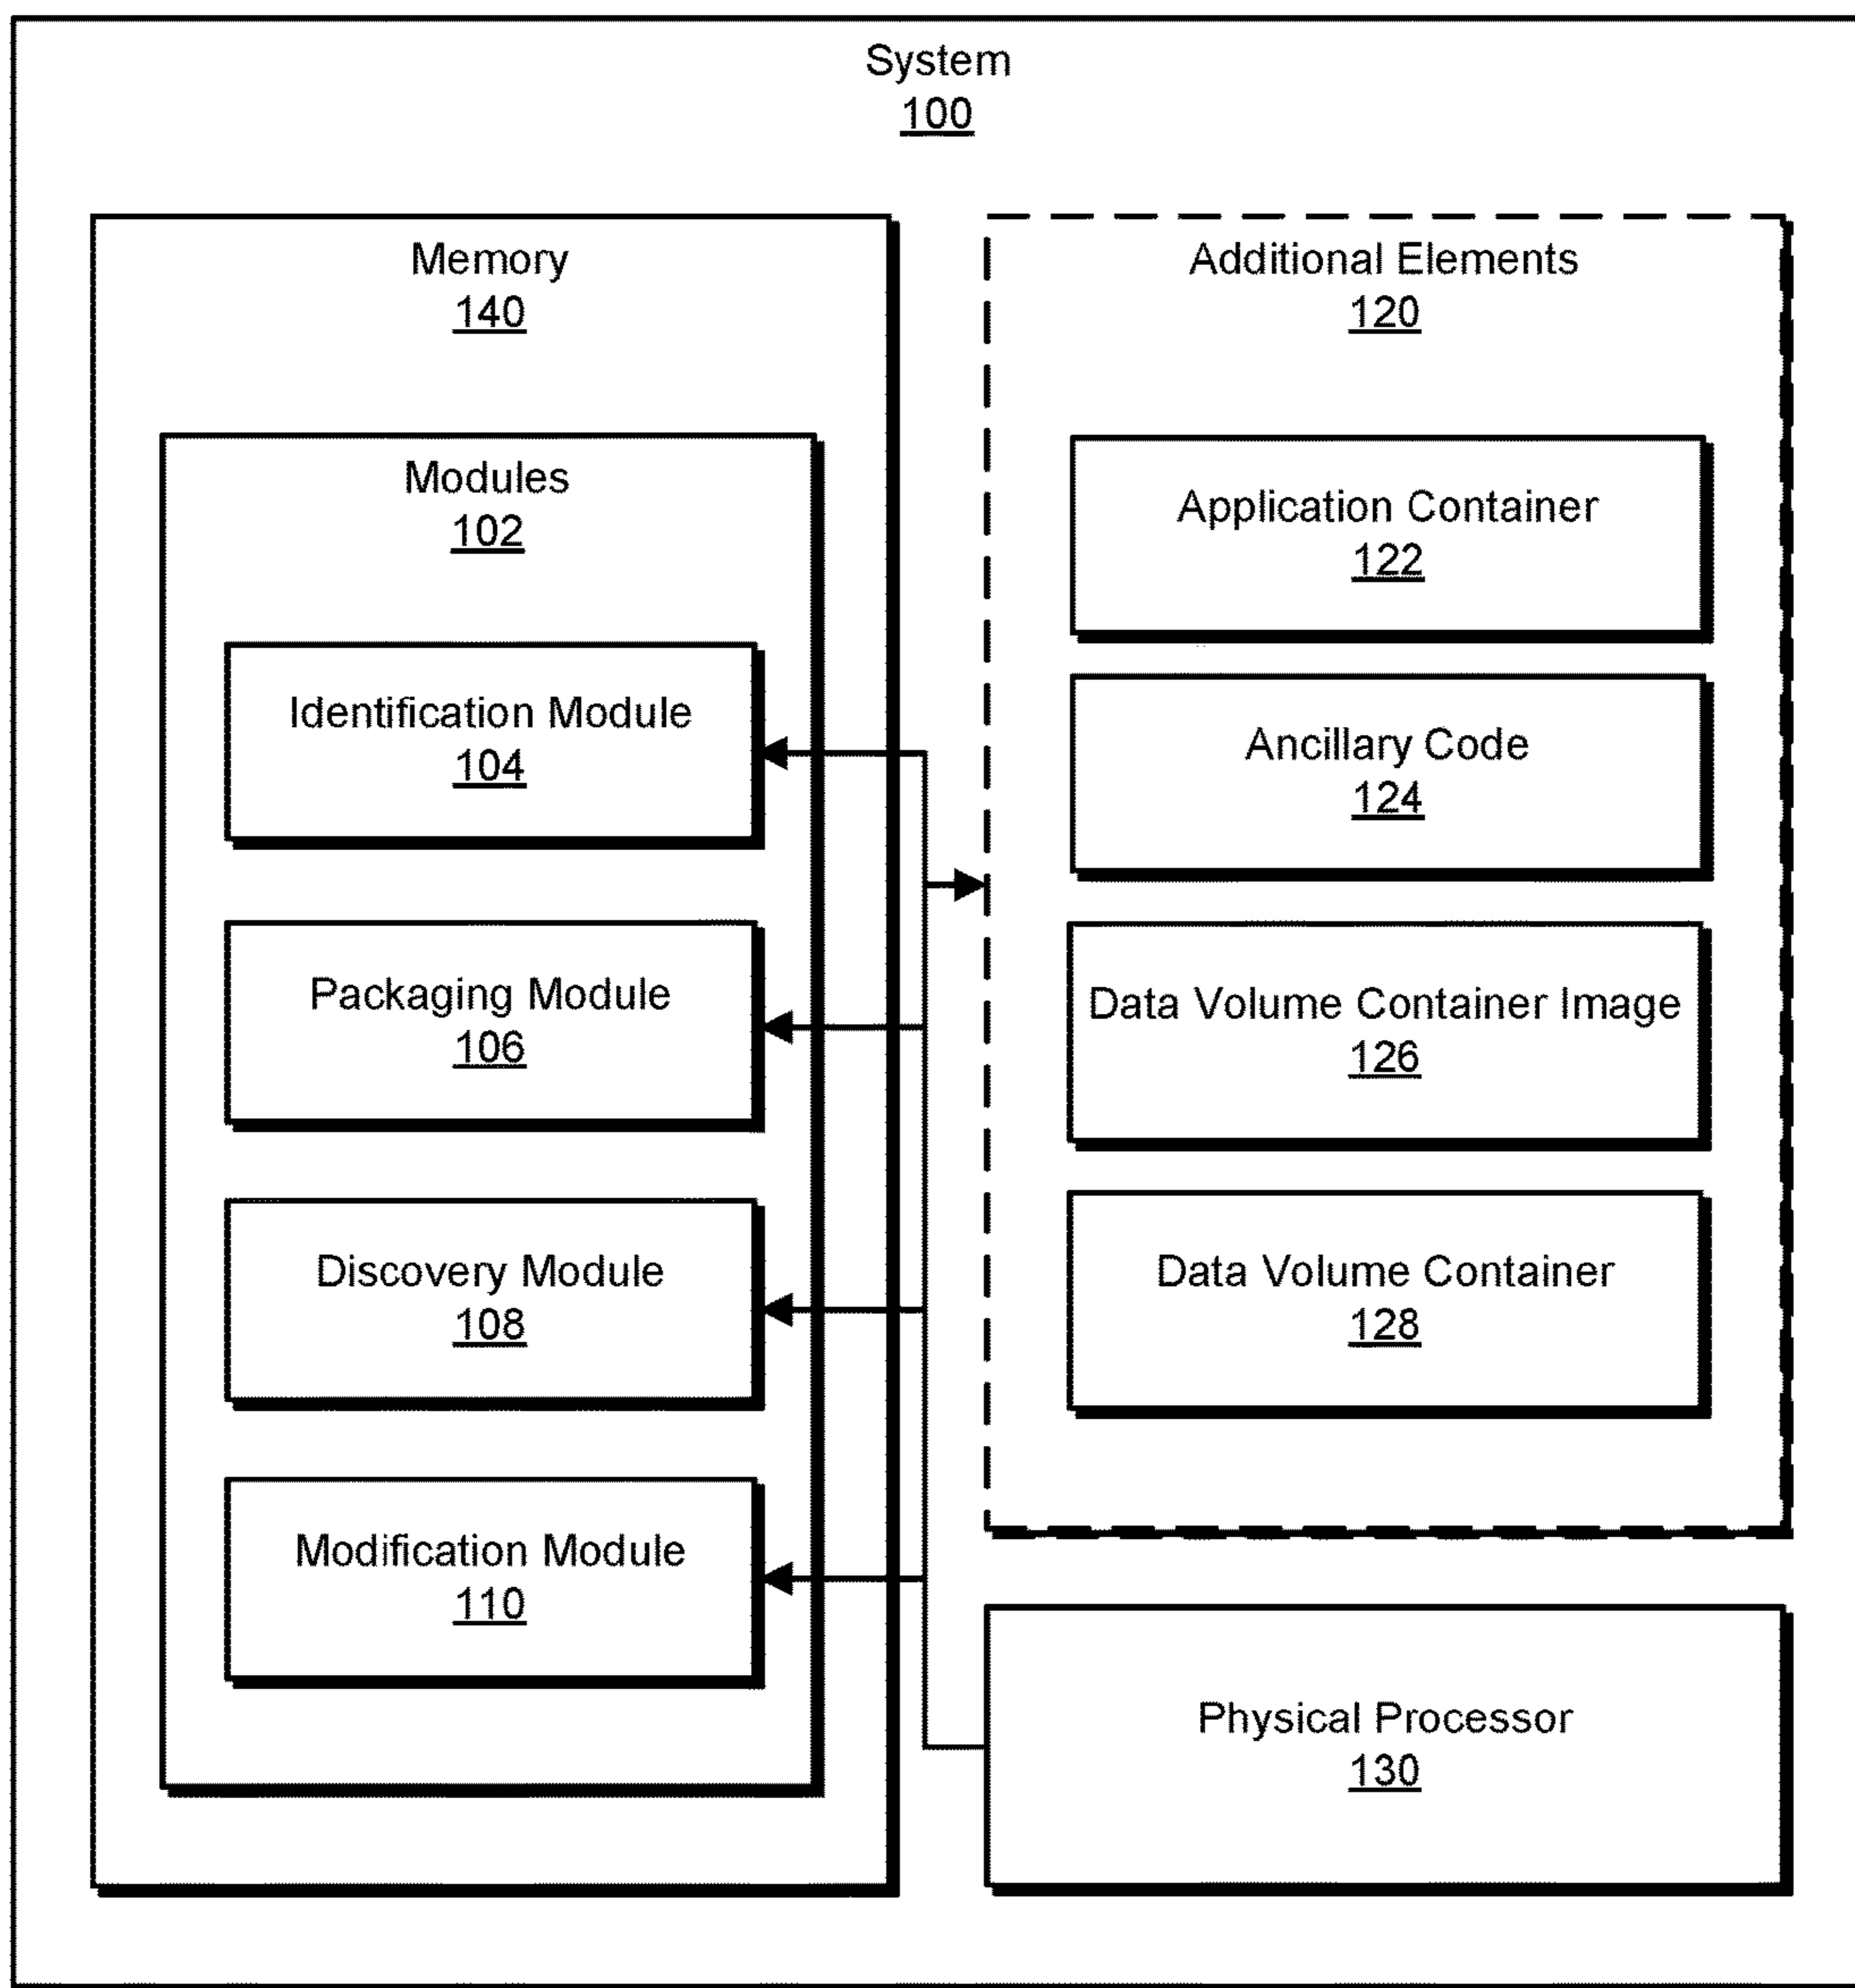 System
100
Memory
140
Modules
102
Identification Module
104
Packaging Module
106
Discovery Module
108
Modification Module
110
Additional Elements
120
Application Container
122
Ancillary Code
124
Data Volume Container Image
126
Data Volume Container
128
Physical Processor
130